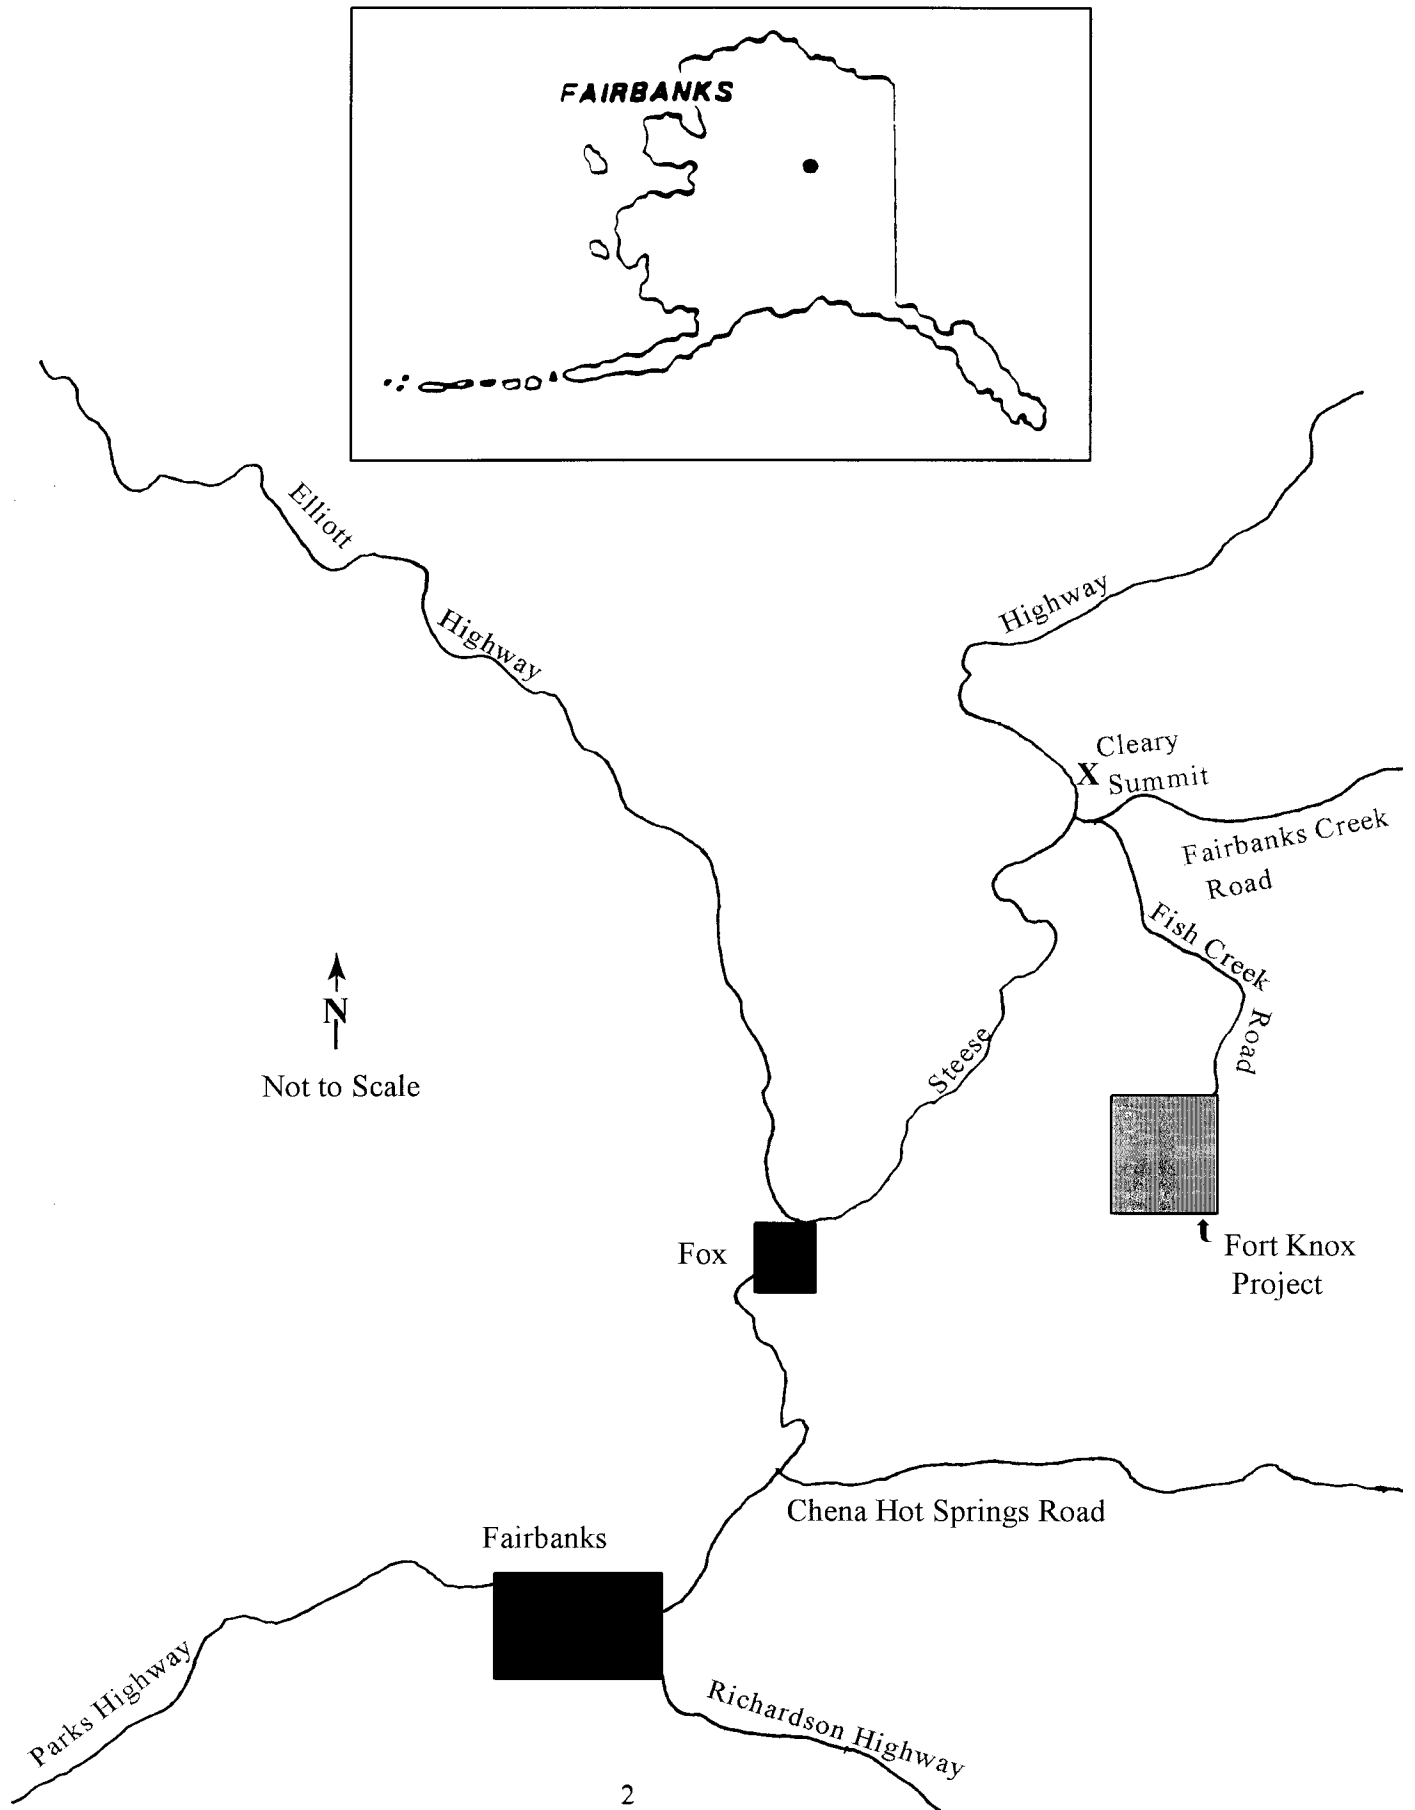 FAIRBANKS
Elliott
Highway
Highway
Cleary
X
Summit
Fairbanks Creek
Road
Fish Creek
Road
N
Not to Scale
Steese
Fox
Fort Knox
Project
Chena Hot Springs Road
Fairbanks
Parks Highway
Richardson Highway
2